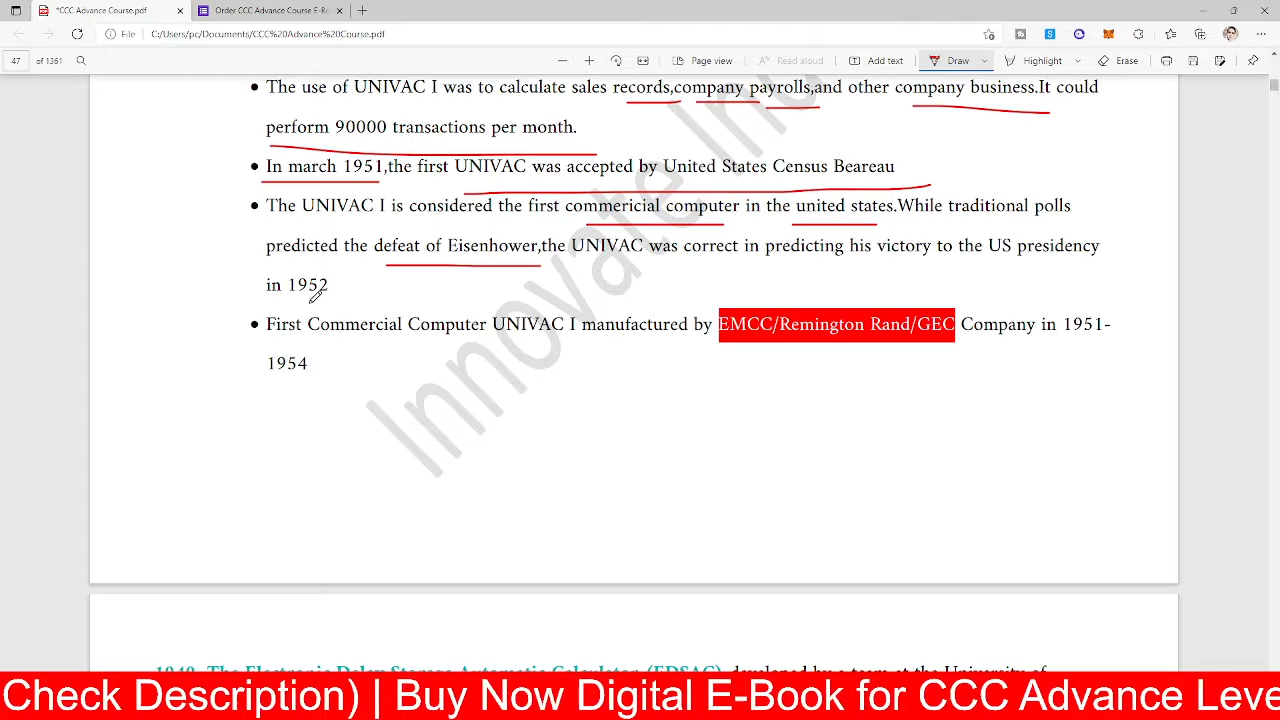 *CCC Advance Course.pdf
Order CCC Advance Course E-Bo
File
C:/Users/pc/Documents/CCC%20Advance%20Course.pdf
47 of 1361
Page view
Read aloud
Add text
Draw
Highlight
Erase
• The use of UNIVAC I was to calculate sales records,company payrolls,and other company business.It could
perform 90000 transactions per month.
• In march 1951,the first UNIVAC was accepted by United States Census Beareau
• The UNIVAC I is considered the first commericial computer in the united states.While traditional polls
predicted the defeat of Eisenhower,the UNIVAC was correct in predicting his victory to the US presidency
in 1952
• First Commercial Computer UNIVAC I manufactured by EMCC/Remington Rand/GEC Company in 1951-
1954
Innovate
Check Description) | Buy Now Digital E-Book for CCC Advance Leve